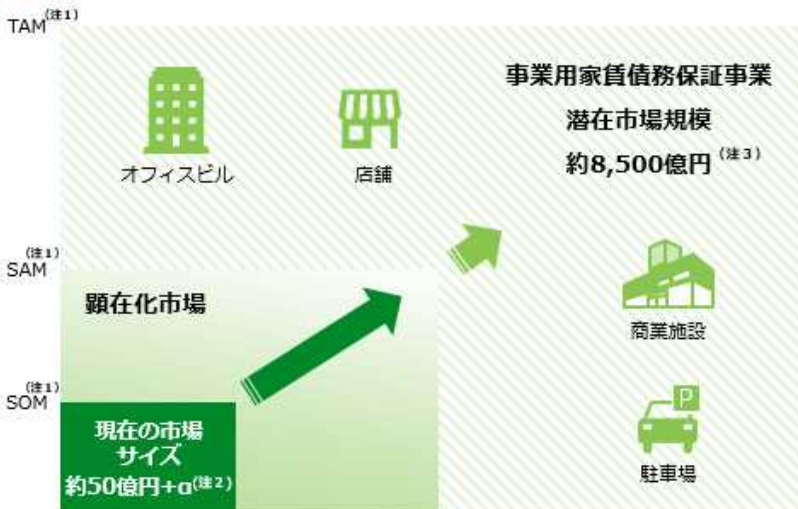 TAM(注1)
オフィスビル
店舗
事業用家賃債務保証事業
潜在市場規模
約8,500億円(注3)
SAM(注1)
顕在化市場
商業施設
SOM(注1)
現在の市場
サイズ
約50億円+α(注2)
P
駐車場